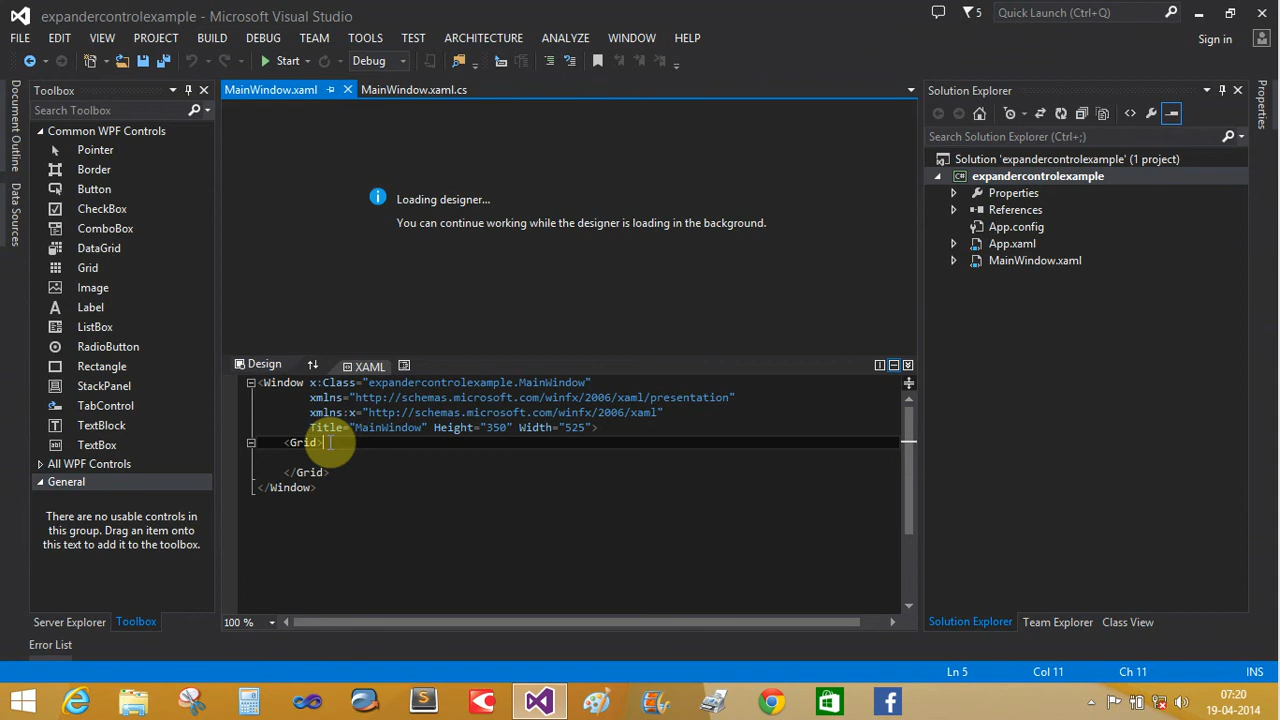 expandercontrolexample - Microsoft Visual Studio
5
Quick Launch (Ctrl+Q)
FILE EDIT VIEW PROJECT BUILD DEBUG TEAM TOOLS TEST ARCHITECTURE ANALYZE WINDOW HELP
Sign in
Start
Debug
Document Outline
Data Sources
Toolbox
Search Toolbox
Common WPF Controls
Pointer
Border
Button
CheckBox
ComboBox
DataGrid
Grid
Image
Label
ListBox
RadioButton
Rectangle
StackPanel
TabControl
TextBlock
TextBox
All WPF Controls
General
There are no usable controls in
this group. Drag an item onto
this text to add it to the toolbox.
Server Explorer
Toolbox
Error List
MainWindow.xaml
MainWindow.xaml.cs
Loading designer...
You can continue working while the designer is loading in the background.
Design
XAML
<Window x:Class="expandercontrolexample.MainWindow"
xmlns="http://schemas.microsoft.com/winfx/2006/xaml/presentation"
xmlns:x="http://schemas.microsoft.com/winfx/2006/xaml"
Title="MainWindow" Height="350" Width="525">
<Grid>
</Grid>
</Window>
100 %
Solution Explorer
Search Solution Explorer (Ctrl+;)
Solution 'expandercontrolexample' (1 project)
C# expandercontrolexample
Properties
References
App.config
App.xaml
MainWindow.xaml
Solution Explorer
Team Explorer
Class View
Properties
Ln 5
Col 11
Ch 11
INS
07:20
19-04-2014